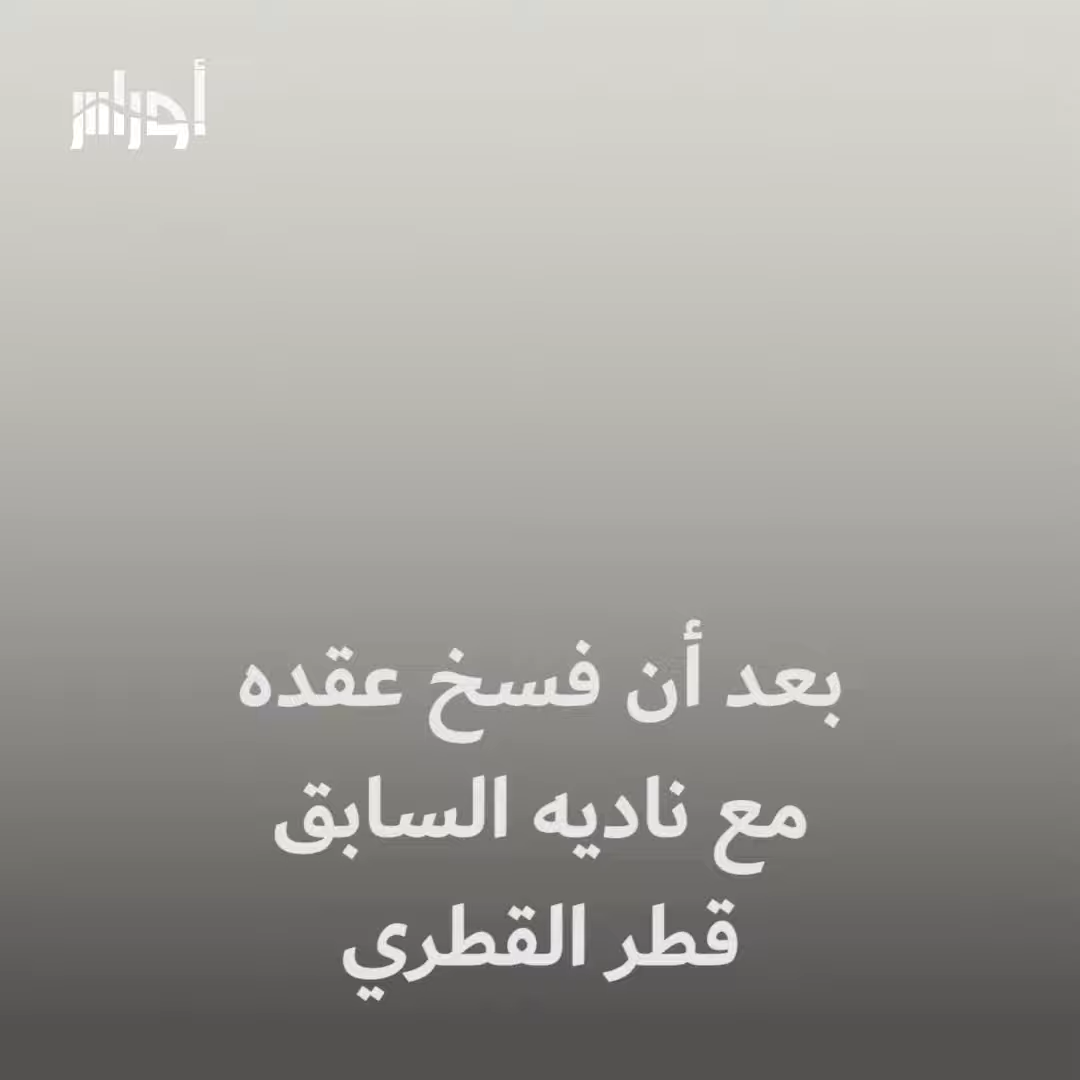 أوراس
بعد أن فسخ عقده
مع ناديه السابق
قطر القطري